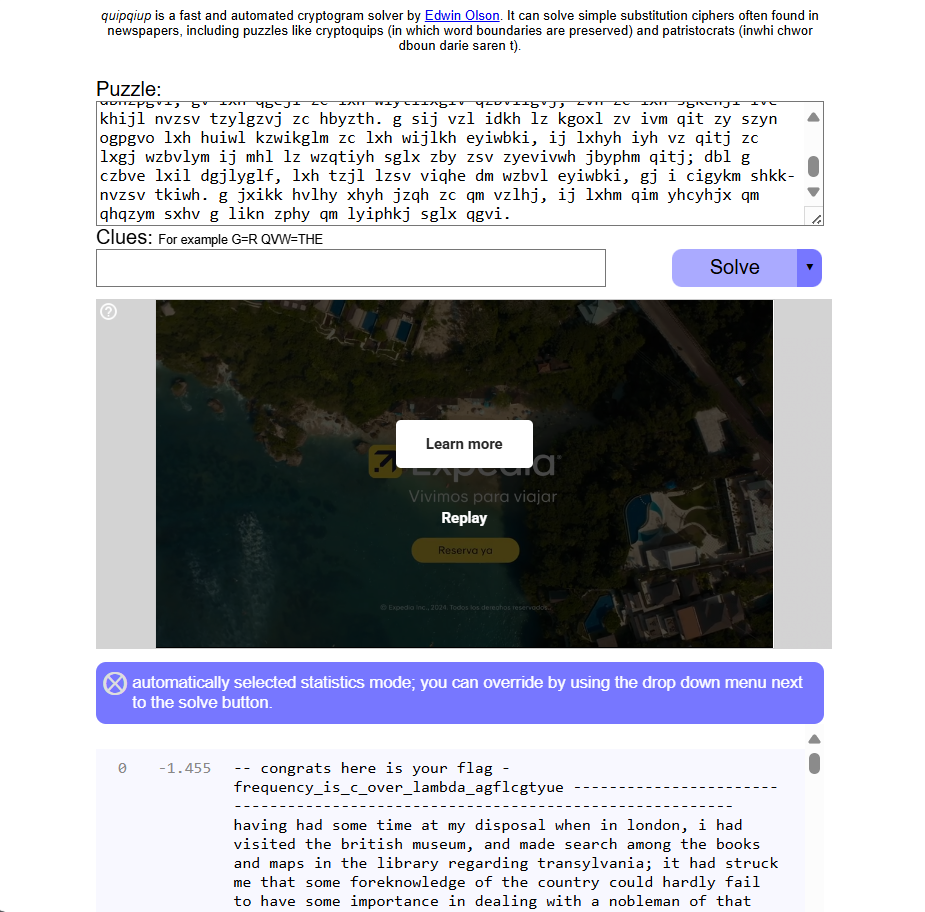 quipqiup is a fast and automated cryptogram solver by Edwin Olson. It can solve simple substitution ciphers often found in
newspapers, including puzzles like cryptoquips (in which word boundaries are preserved) and patristocrats (inwhi chwor
dboun darie saren t).
Puzzle:
khijl nvzsv tzylgzvj zc hbyzth. g sij vzl idkh lz kgoxl zv ivm qit zy szyn
ogpgvo lxh huiwl kzwikglm zc lxh wijlkh eyiwbki, ij lxhyh iyh vz qitj zc
lxgj wzbvlym ij mhl lz wzqtiyh sglx zby zsv zyevivwh jbyphm qitj; dbl g
czbve lxil dgjlyglf, lxh tzjl lzsv viqhe dm wzbvl eyiwbki, gj i cigykm shkk-
nvzsv tkiwh. g jxikk hvlhy xhyh jzqh zc qm vzlhj, ij lxhm qim yhcyhjx qm
qhqzym sxhv g likn zphy qm lyiphkj sglx qgvi.
Clues: For example G=R QVW=THE
Solve
Learn more
Expedia
Vivimos para viajar
Replay
Reserva ya
© Expedia Inc., 2024. Todos los derechos reservados.
automatically selected statistics mode; you can override by using the drop down menu next
to the solve button.
0 -1.455 -- congrats here is your flag -
frequency_is_c_over_lambda_agflcgtyue -----------------------
--------------------------------------------------------
having had some time at my disposal when in london, i had
visited the british museum, and made search among the books
and maps in the library regarding transylvania; it had struck
me that some foreknowledge of the country could hardly fail
to have some importance in dealing with a nobleman of that